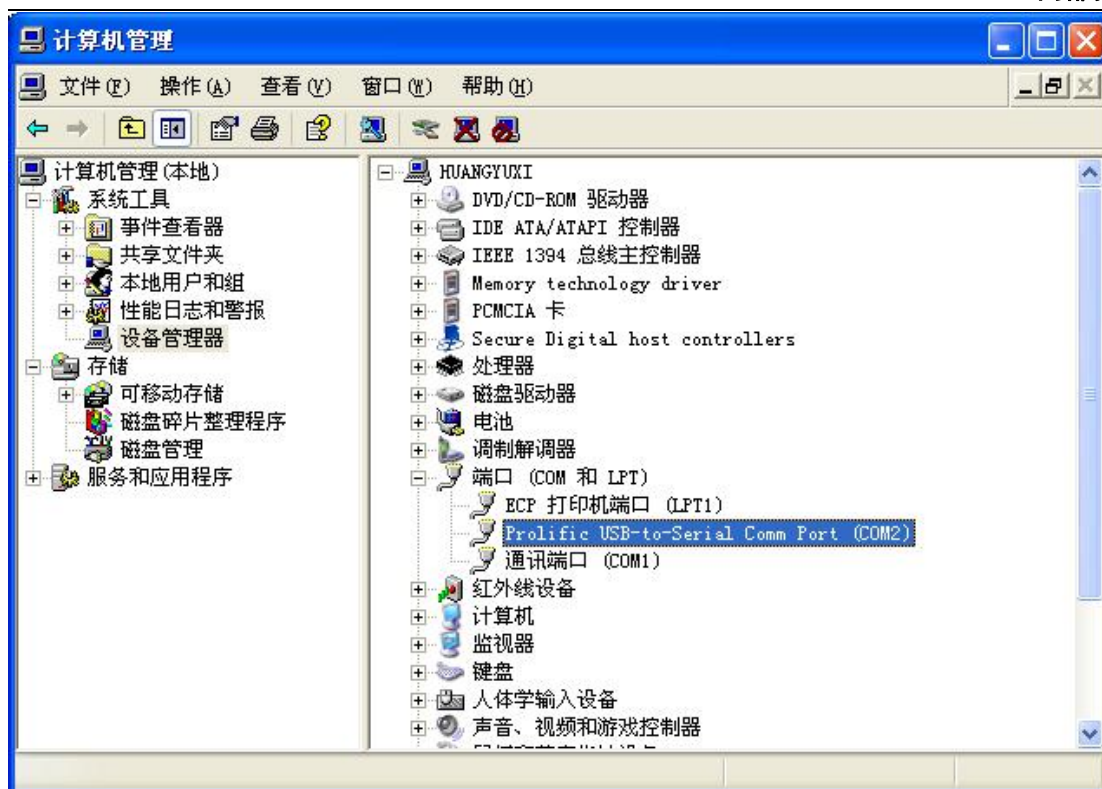 计算机管理
文件(F) 操作(A) 查看(V) 窗口(W) 帮助(H)
计算机管理(本地)
系统工具
事件查看器
共享文件夹
本地用户和组
性能日志和警报
设备管理器
存储
可移动存储
磁盘碎片整理程序
磁盘管理
服务和应用程序
HUANGYUXI
DVD/CD-ROM 驱动器
IDE ATA/ATAPI 控制器
IEEE 1394 总线主控制器
Memory technology driver
PCMCIA 卡
Secure Digital host controllers
处理器
磁盘驱动器
电池
调制解调器
端口 (COM 和 LPT)
ECP 打印机端口 (LPT1)
Prolific USB-to-Serial Comm Port (COM2)
通讯端口 (COM1)
红外线设备
计算机
监视器
键盘
人体学输入设备
声音、视频和游戏控制器